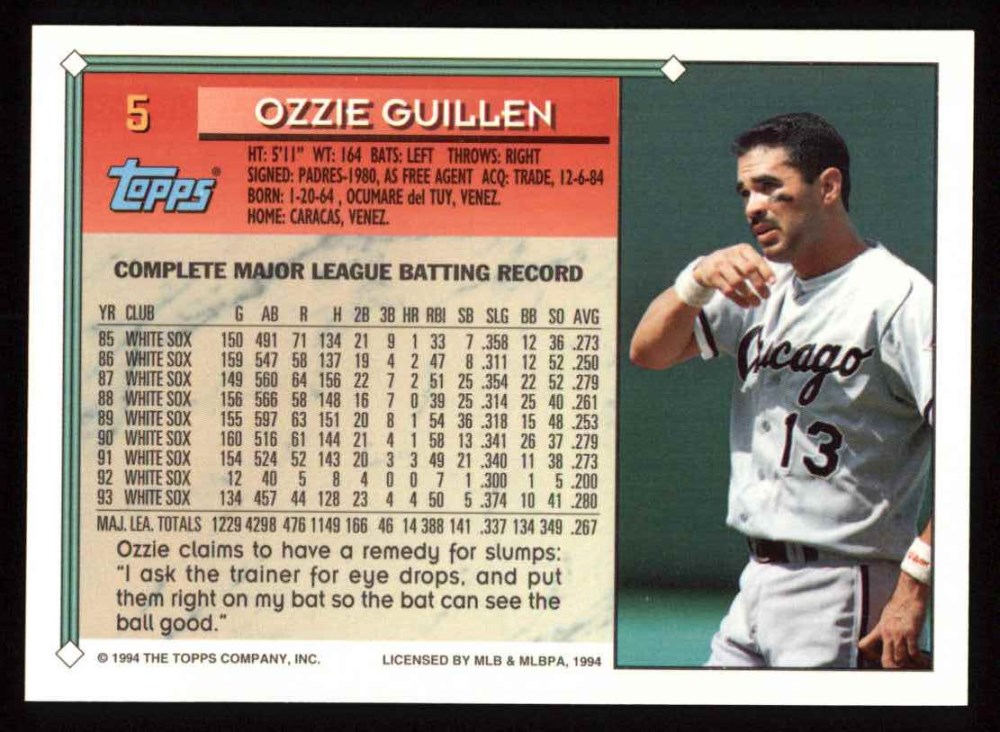 5
OZZIE GUILLEN
Topps®
HT: 5'11" WT: 164 BATS: LEFT THROWS: RIGHT
SIGNED: PADRES-1980, AS FREE AGENT ACQ: TRADE, 12-6-84
BORN: 1-20-64 , OCUMARE del TUY, VENEZ.
HOME: CARACAS, VENEZ.
COMPLETE MAJOR LEAGUE BATTING RECORD
YR CLUB G AB R H 2B 3B HR RBI SB SLG BB SO AVG
85 WHITE SOX 150 491 71 134 21 9 1 33 7 .358 12 36 .273
86 WHITE SOX 159 547 58 137 19 4 2 47 8 .311 12 52 .250
87 WHITE SOX 149 560 64 156 22 7 2 51 25 .354 22 52 .279
88 WHITE SOX 156 566 58 148 16 7 0 39 25 .314 25 40 .261
89 WHITE SOX 155 597 63 151 20 8 1 54 36 .318 15 48 .253
90 WHITE SOX 160 516 61 144 21 4 1 58 13 .341 26 37 .279
91 WHITE SOX 154 524 52 143 20 3 3 49 21 .340 11 38 .273
92 WHITE SOX 12 40 5 8 4 0 0 7 1 .300 1 5 .200
93 WHITE SOX 134 457 44 128 23 4 4 50 5 .374 10 41 .280
MAJ. LEA. TOTALS 1229 4298 476 1149 166 46 14 388 141 .337 134 349 .267
Ozzie claims to have a remedy for slumps:
"I ask the trainer for eye drops, and put
them right on my bat so the bat can see the
ball good."
© 1994 THE TOPPS COMPANY, INC. LICENSED BY MLB & MLBPA, 1994
Chicago
13